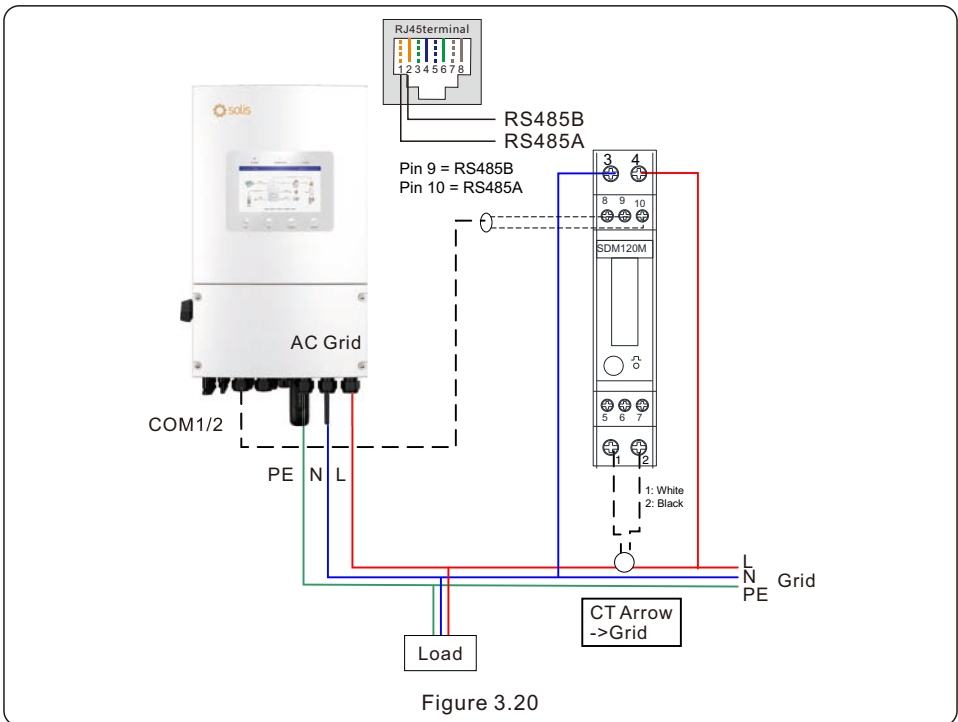 RJ45terminal
1 2 3 4 5 6 7 8
solis
RS485B
RS485A
Pin 9 = RS485B
Pin 10 = RS485A
3 4
8 9 10
SDM120M
AC Grid
5 6 7
COM1/2
1 2
PE N L
1: White
2: Black
L
N Grid
PE
CT Arrow
->Grid
Load
Figure 3.20